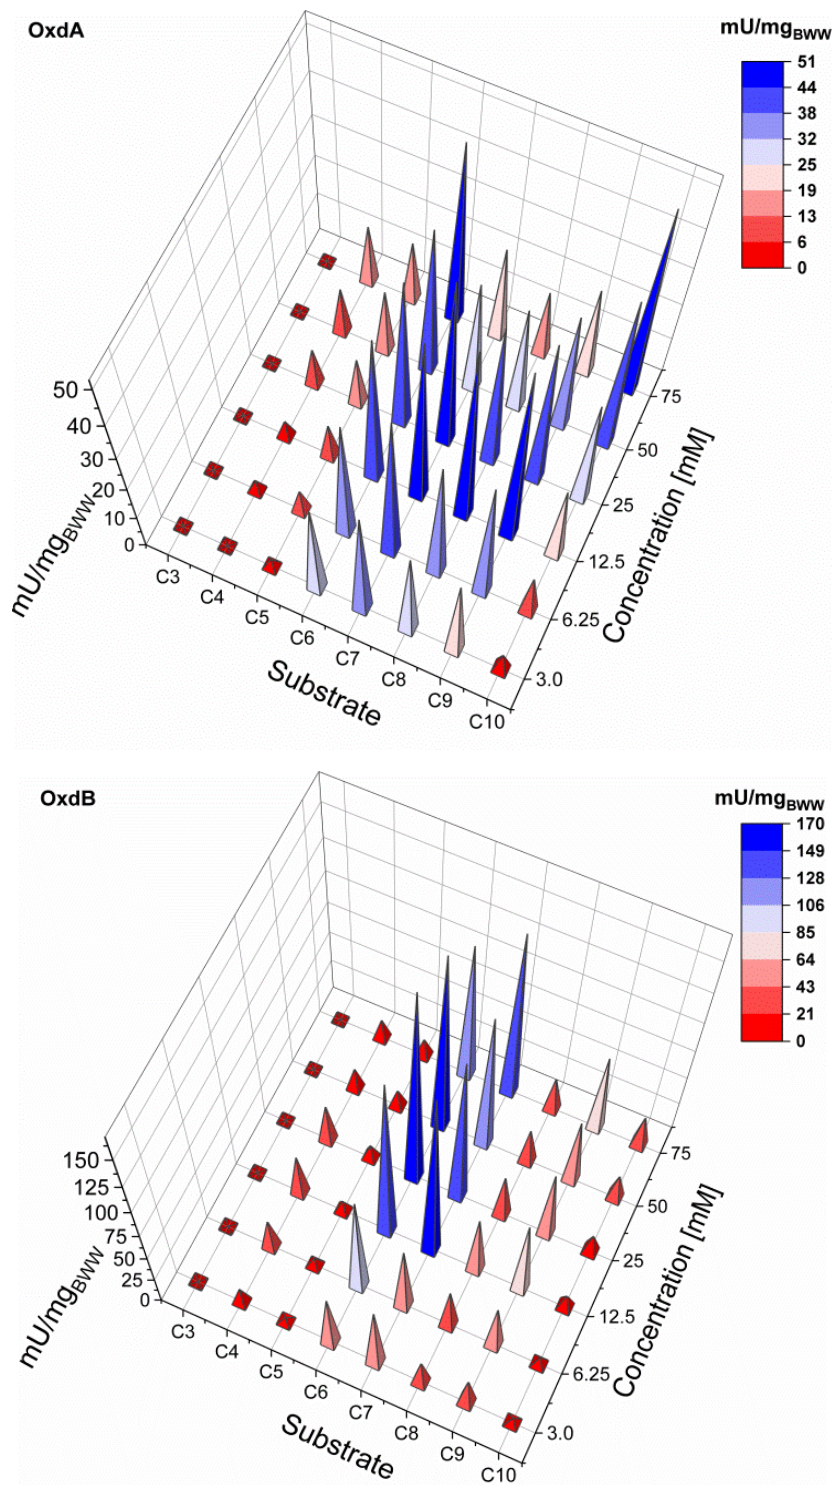 OxdA
mU/mgBWW
51
44
38
32
25
19
13
6
0
50
40
30
20
10
0
mU/mgBWW
C3
C4
C5
C6
C7
C8
C9
C10
Substrate
3.0
6.25
12.5
25
50
75
Concentration [mM]
OxdB
mU/mgBWW
170
149
128
106
85
64
43
21
0
150
125
100
75
50
25
0
mU/mgBWW
C3
C4
C5
C6
C7
C8
C9
C10
Substrate
3.0
6.25
12.5
25
50
75
Concentration [mM]